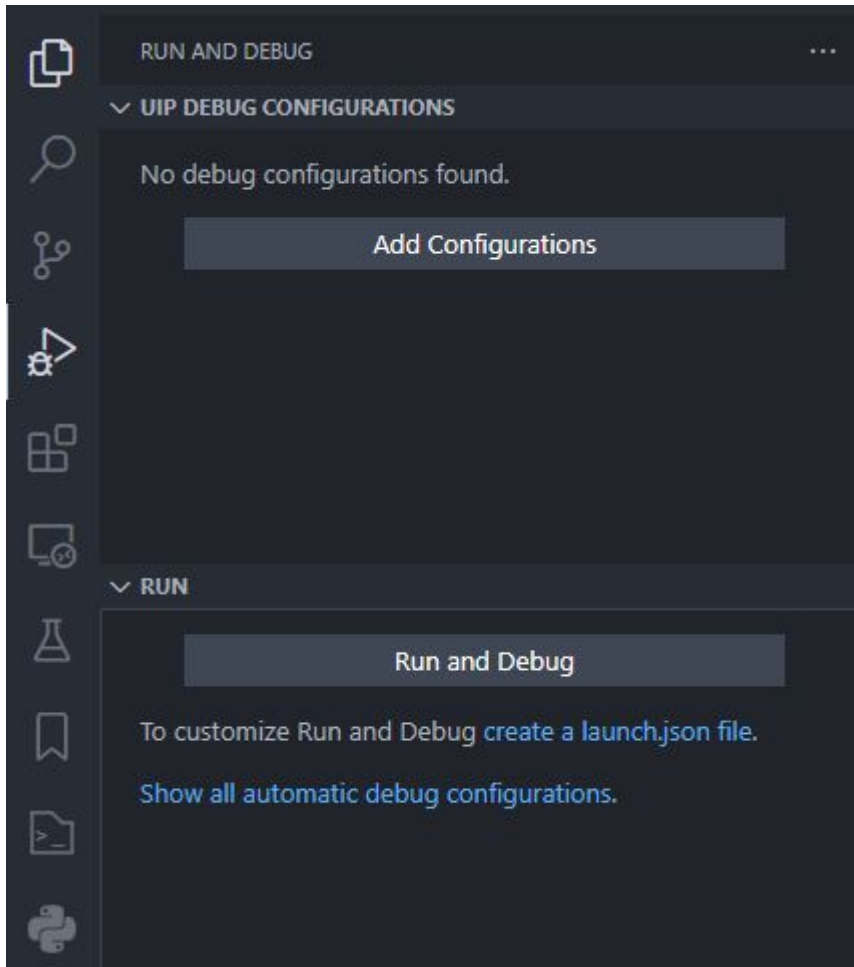 RUN AND DEBUG
UIP DEBUG CONFIGURATIONS
No debug configurations found.
Add Configurations
RUN
Run and Debug
To customize Run and Debug create a launch.json file.
Show all automatic debug configurations.